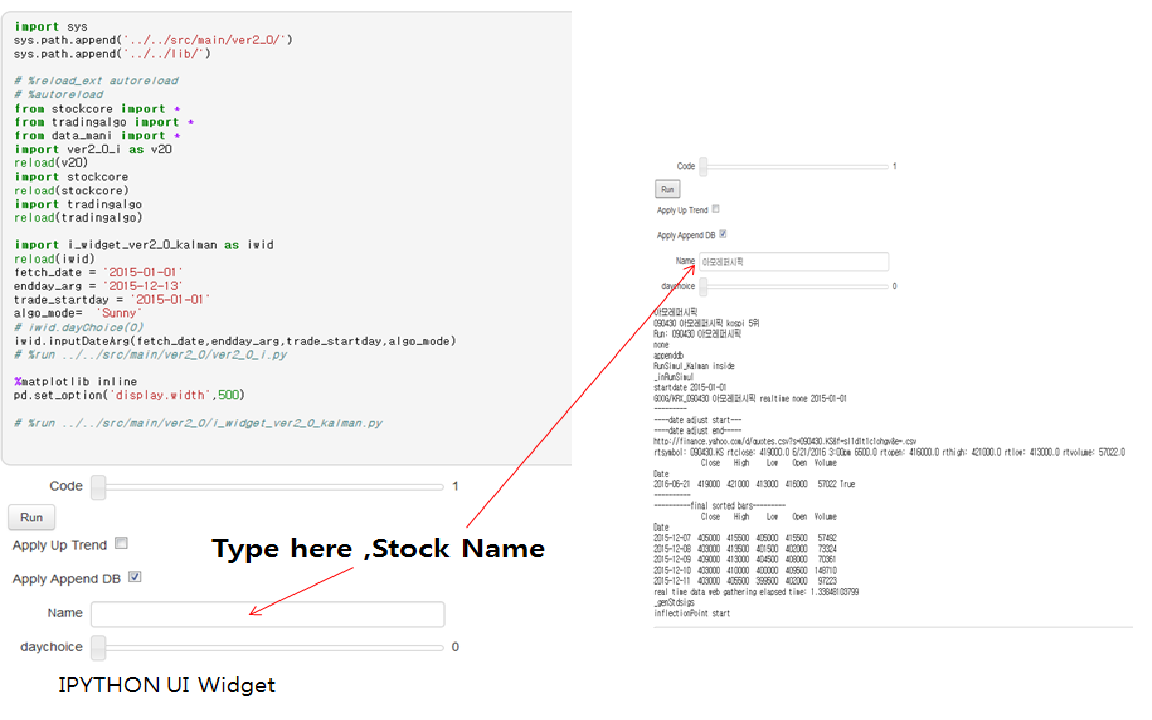 import sys
sys.path.append('../../src/main/ver2_0/')
sys.path.append('../../lib/')
# %reload_ext autoreload
# %autoreload
from stockcore import *
from tradingalgo import *
from data_mani import *
import ver2_0_i as v20
reload(v20)
import stockcore
reload(stockcore)
import tradingalgo
reload(tradingalgo)
import i_widget_ver2_0_kalman as iwid
reload(iwid)
fetch_date = '2015-01-01'
endday_arg = '2015-12-13'
trade_startday = '2015-01-01'
algo_mode= 'Sunny'
# iwid.dayChoice(0)
iwid.inputDateArg(fetch_date,endday_arg,trade_startday,algo_mode)
# %run ../../src/main/ver2_0/ver2_0_i.py
%matplotlib inline
pd.set_option('display.width',500)
# %run ../../src/main/ver2_0/i_widget_ver2_0_kalman.py
Code 1
Run
Apply Up Trend
Apply Append DB
Name
daychoice 0
IPYTHON UI Widget
Type here ,Stock Name
Code 1
Run
Apply Up Trend
Apply Append DB
Name 아모레퍼시픽
daychoice 0
아모레퍼시픽
090430 아모레퍼시픽 kospi 5위
Run: 090430 아모레퍼시픽
none
appenddb
RunSimul_Kalman inside
_inRunSimul
startdate 2015-01-01
GOOG/KRX_090430 아모레퍼시픽 realtime none 2015-01-01
---------
----date adjust start---
----date adjust end-----
http://finance.yahoo.com/d/quotes.csv?s=090430.KS&f=sl1d1t1c1ohgv&e=.csv
rtsymbol: 090430.KS rtclose: 419000.0 6/21/2016 3:00pm 6500.0 rtopen: 416000.0 rthigh: 421000.0 rtlow: 413000.0 rtvolume: 57022.0
Close High Low Open Volume
Date
2016-06-21 419000 421000 413000 416000 57022 True
----------
----------final sorted bars---------
Close High Low Open Volume
Date
2015-12-07 405000 415500 405000 415500 57492
2015-12-08 403000 413500 401500 402000 73324
2015-12-09 409000 413000 404500 408000 70361
2015-12-10 403000 410000 400000 409500 148710
2015-12-11 403000 405500 399500 402000 97223
real time data web gathering elapsed time: 1.33848103799
_genStdsigs
inflectionPoint start